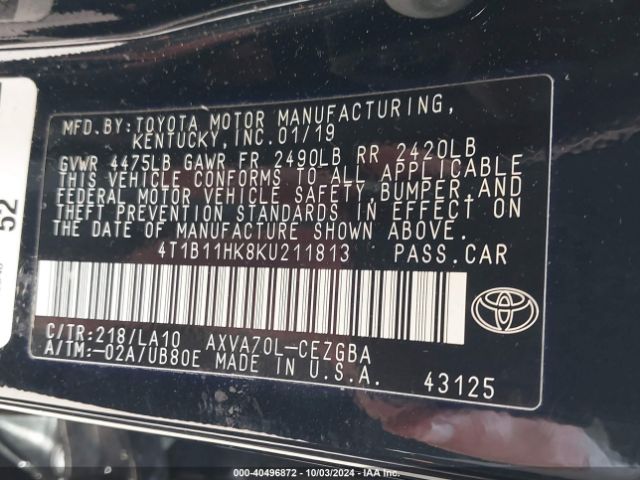 MFD.BY:TOYOTA MOTOR MANUFACTURING,
KENTUCKY,INC.01/19
GVWR 4475LB GAWR FR 2490LB RR 2420LB
THIS VEHICLE CONFORMS TO ALL APPLICABLE
FEDERAL MOTOR VEHICLE SAFETY,BUMPER,AND
THEFT PREVENTION STANDARDS IN EFFECT ON
THE DATE OF MANUFACTURE SHOWN ABOVE.
4T1B11HK8KU211813 PASS.CAR
C/TR:218/LA10 AXVA70L-CEZGBA
A/TM:-02A/UB80E MADE IN U.S.A.
43125
52
000-40496872 | 10/03/2024 | IAA Inc.